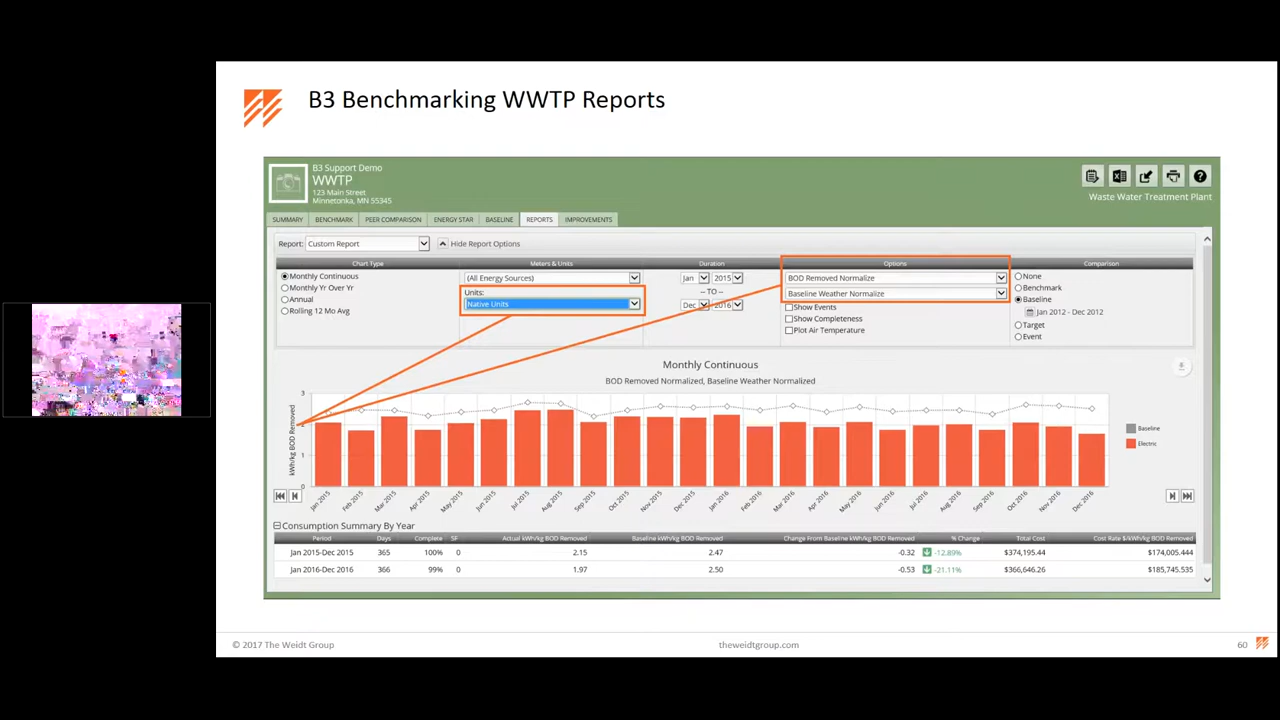 B3 Benchmarking WWTP Reports
B3 Support Demo
WWTP
123 Main Street
Minnetonka, MN 55345
Waste Water Treatment Plant
SUMMARY BENCHMARK PEER COMPARISON ENERGY STAR BASELINE REPORTS IMPROVEMENTS
Report: Custom Report Hide Report Options
Chart Type Meters & Units Duration Options Comparison
Monthly Continuous (All Energy Sources) Jan 2015 BOD Removed Normalize None
Monthly Yr Over Yr Units: -- TO -- Baseline Weather Normalize Benchmark
Annual Native Units Dec 2016 Show Events Baseline
Rolling 12 Mo Avg Show Completeness Jan 2012 - Dec 2012
Plot Air Temperature Target
Event
Monthly Continuous
BOD Removed Normalized, Baseline Weather Normalized
kWh/kg BOD Removed
3
2
1
0
Baseline
Electric
Jan 2015 Feb 2015 Mar 2015 Apr 2015 May 2015 Jun 2015 Jul 2015 Aug 2015 Sep 2015 Oct 2015 Nov 2015 Dec 2015 Jan 2016 Feb 2016 Mar 2016 Apr 2016 May 2016 Jun 2016 Jul 2016 Aug 2016 Sep 2016 Oct 2016 Nov 2016 Dec 2016
Consumption Summary By Year
Period Days Complete SF Actual kWh/kg BOD Removed Baseline kWh/kg BOD Removed Change From Baseline kWh/kg BOD Removed % Change Total Cost Cost Rate $/kWh/kg BOD Removed
Jan 2015-Dec 2015 365 100% 0 2.15 2.47 -0.32 -12.89% $374,195.44 $174,005.444
Jan 2016-Dec 2016 366 99% 0 1.97 2.50 -0.53 -21.11% $366,646.26 $185,745.535
© 2017 The Weidt Group theweidtgroup.com 60